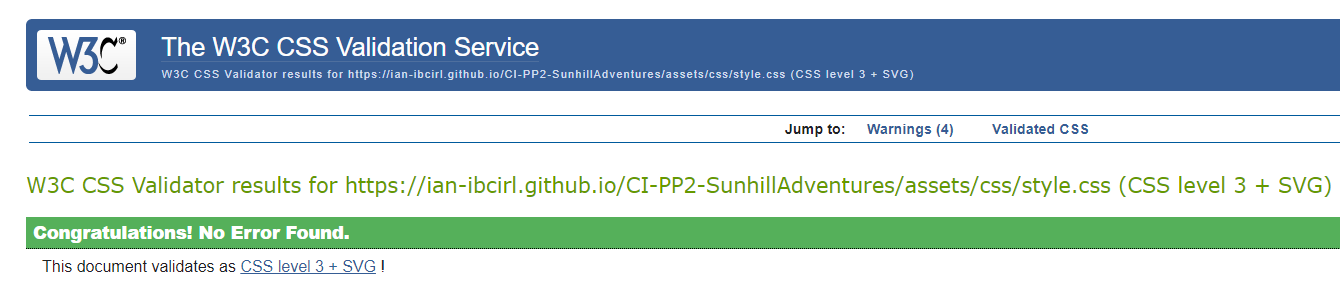 W3C® The W3C CSS Validation Service
W3C CSS Validator results for https://ian-ibcirl.github.io/CI-PP2-SunhillAdventures/assets/css/style.css (CSS level 3 + SVG)
Jump to: Warnings (4) Validated CSS
W3C CSS Validator results for https://ian-ibcirl.github.io/CI-PP2-SunhillAdventures/assets/css/style.css (CSS level 3 + SVG)
Congratulations! No Error Found.
This document validates as CSS level 3 + SVG !